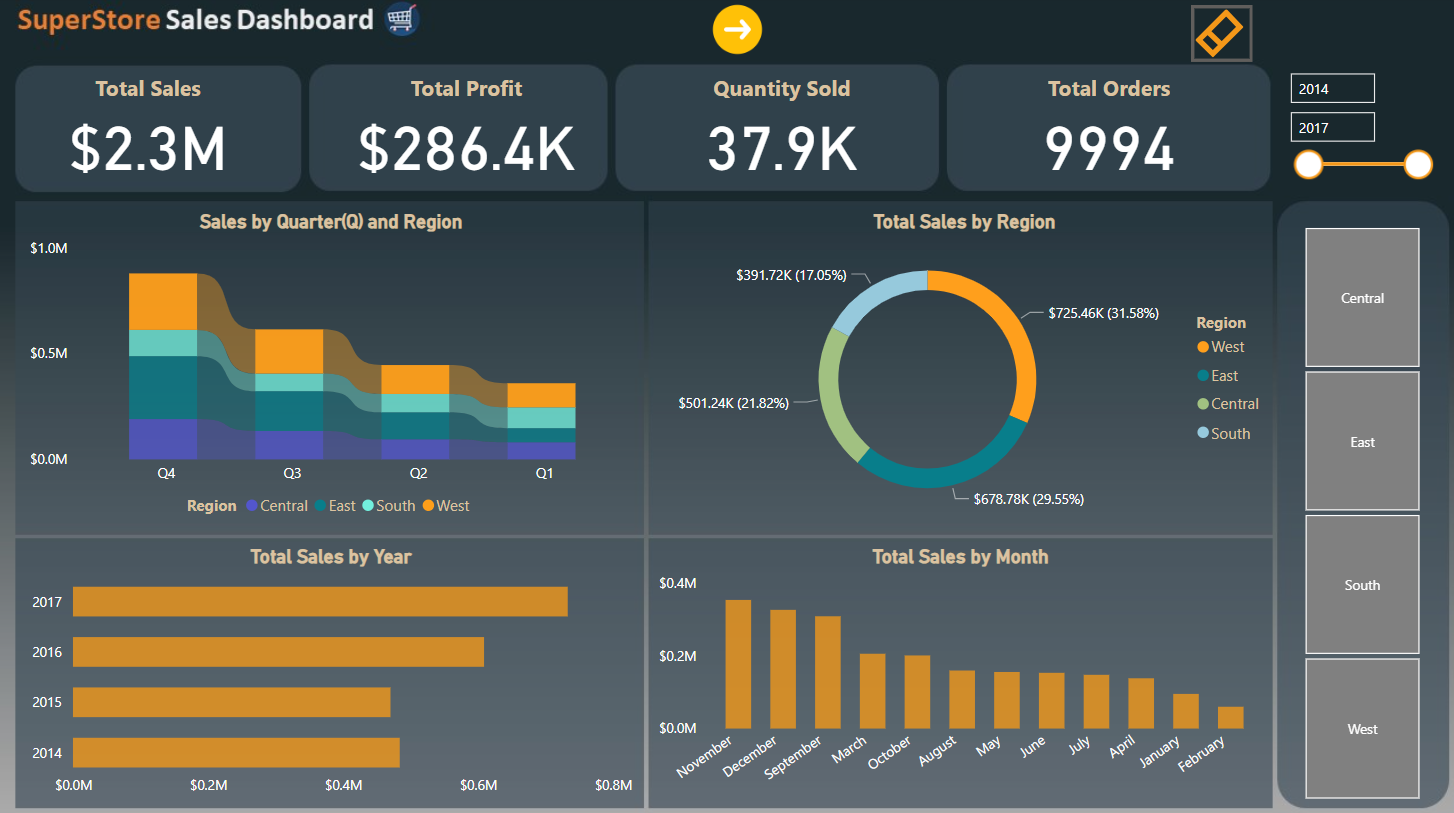 SuperStore Sales Dashboard
Total Sales
$2.3M
Total Profit
$286.4K
Quantity Sold
37.9K
Total Orders
9994
2014
2017
Sales by Quarter(Q) and Region
$1.0M
$0.5M
$0.0M
Q4 Q3 Q2 Q1
Region Central East South West
Total Sales by Region
$391.72K (17.05%)
$725.46K (31.58%)
$501.24K (21.82%)
$678.78K (29.55%)
Region
West
East
Central
South
Total Sales by Year
2017
2016
2015
2014
$0.0M $0.2M $0.4M $0.6M $0.8M
Total Sales by Month
$0.4M
$0.2M
$0.0M
November December September March October August May June July April January February
Central
East
South
West